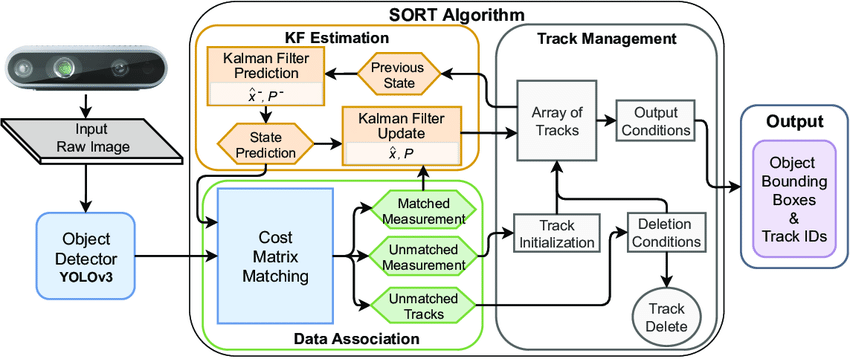 SORT Algorithm
KF Estimation
Kalman Filter
Prediction
x̂⁻, P⁻
Previous
State
State
Prediction
Kalman Filter
Update
x̂, P
Track Management
Array of
Tracks
Output
Conditions
Track
Initialization
Deletion
Conditions
Track
Delete
Input
Raw Image
Object
Detector
YOLOv3
Cost
Matrix
Matching
Matched
Measurement
Unmatched
Measurement
Unmatched
Tracks
Data Association
Output
Object
Bounding
Boxes
&
Track IDs